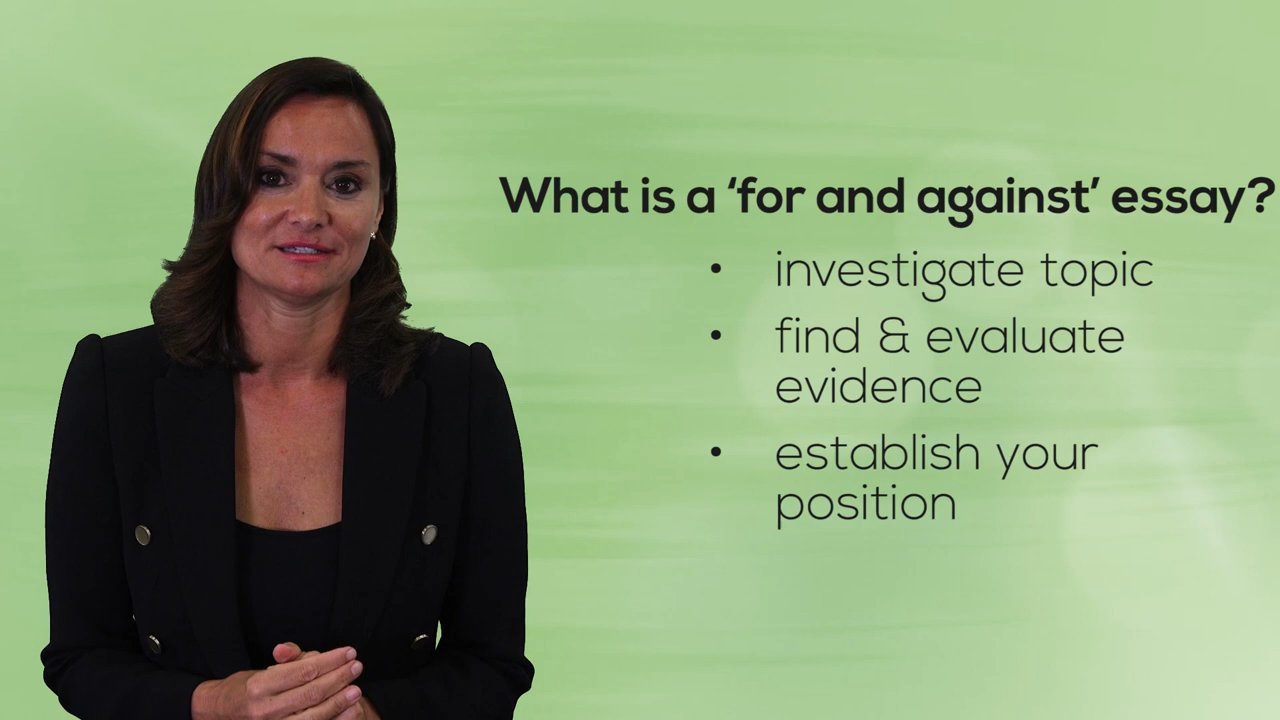 What is a ‘for and against’ essay?
• investigate topic
• find & evaluate
evidence
• establish your
position